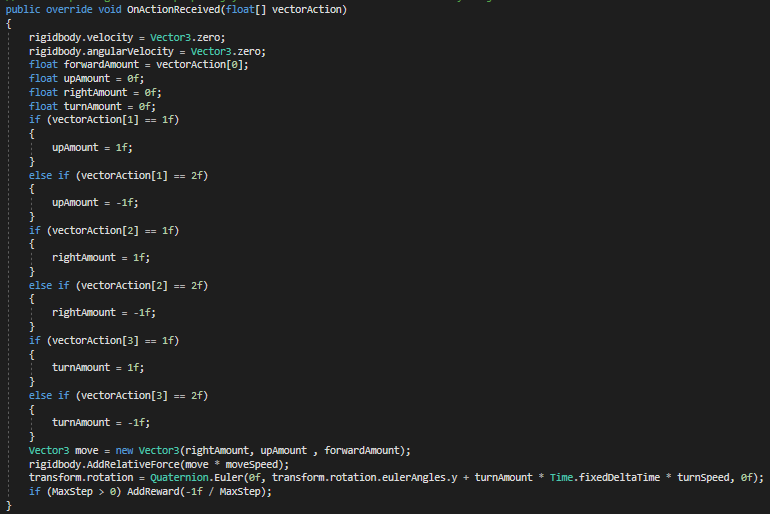 public override void OnActionReceived(float[] vectorAction)
{
rigidbody.velocity = Vector3.zero;
rigidbody.angularVelocity = Vector3.zero;
float forwardAmount = vectorAction[0];
float upAmount = 0f;
float rightAmount = 0f;
float turnAmount = 0f;
if (vectorAction[1] == 1f)
{
upAmount = 1f;
}
else if (vectorAction[1] == 2f)
{
upAmount = -1f;
}
if (vectorAction[2] == 1f)
{
rightAmount = 1f;
}
else if (vectorAction[2] == 2f)
{
rightAmount = -1f;
}
if (vectorAction[3] == 1f)
{
turnAmount = 1f;
}
else if (vectorAction[3] == 2f)
{
turnAmount = -1f;
}
Vector3 move = new Vector3(rightAmount, upAmount , forwardAmount);
rigidbody.AddRelativeForce(move * moveSpeed);
transform.rotation = Quaternion.Euler(0f, transform.rotation.eulerAngles.y + turnAmount * Time.fixedDeltaTime * turnSpeed, 0f);
if (MaxStep > 0) AddReward(-1f / MaxStep);
}